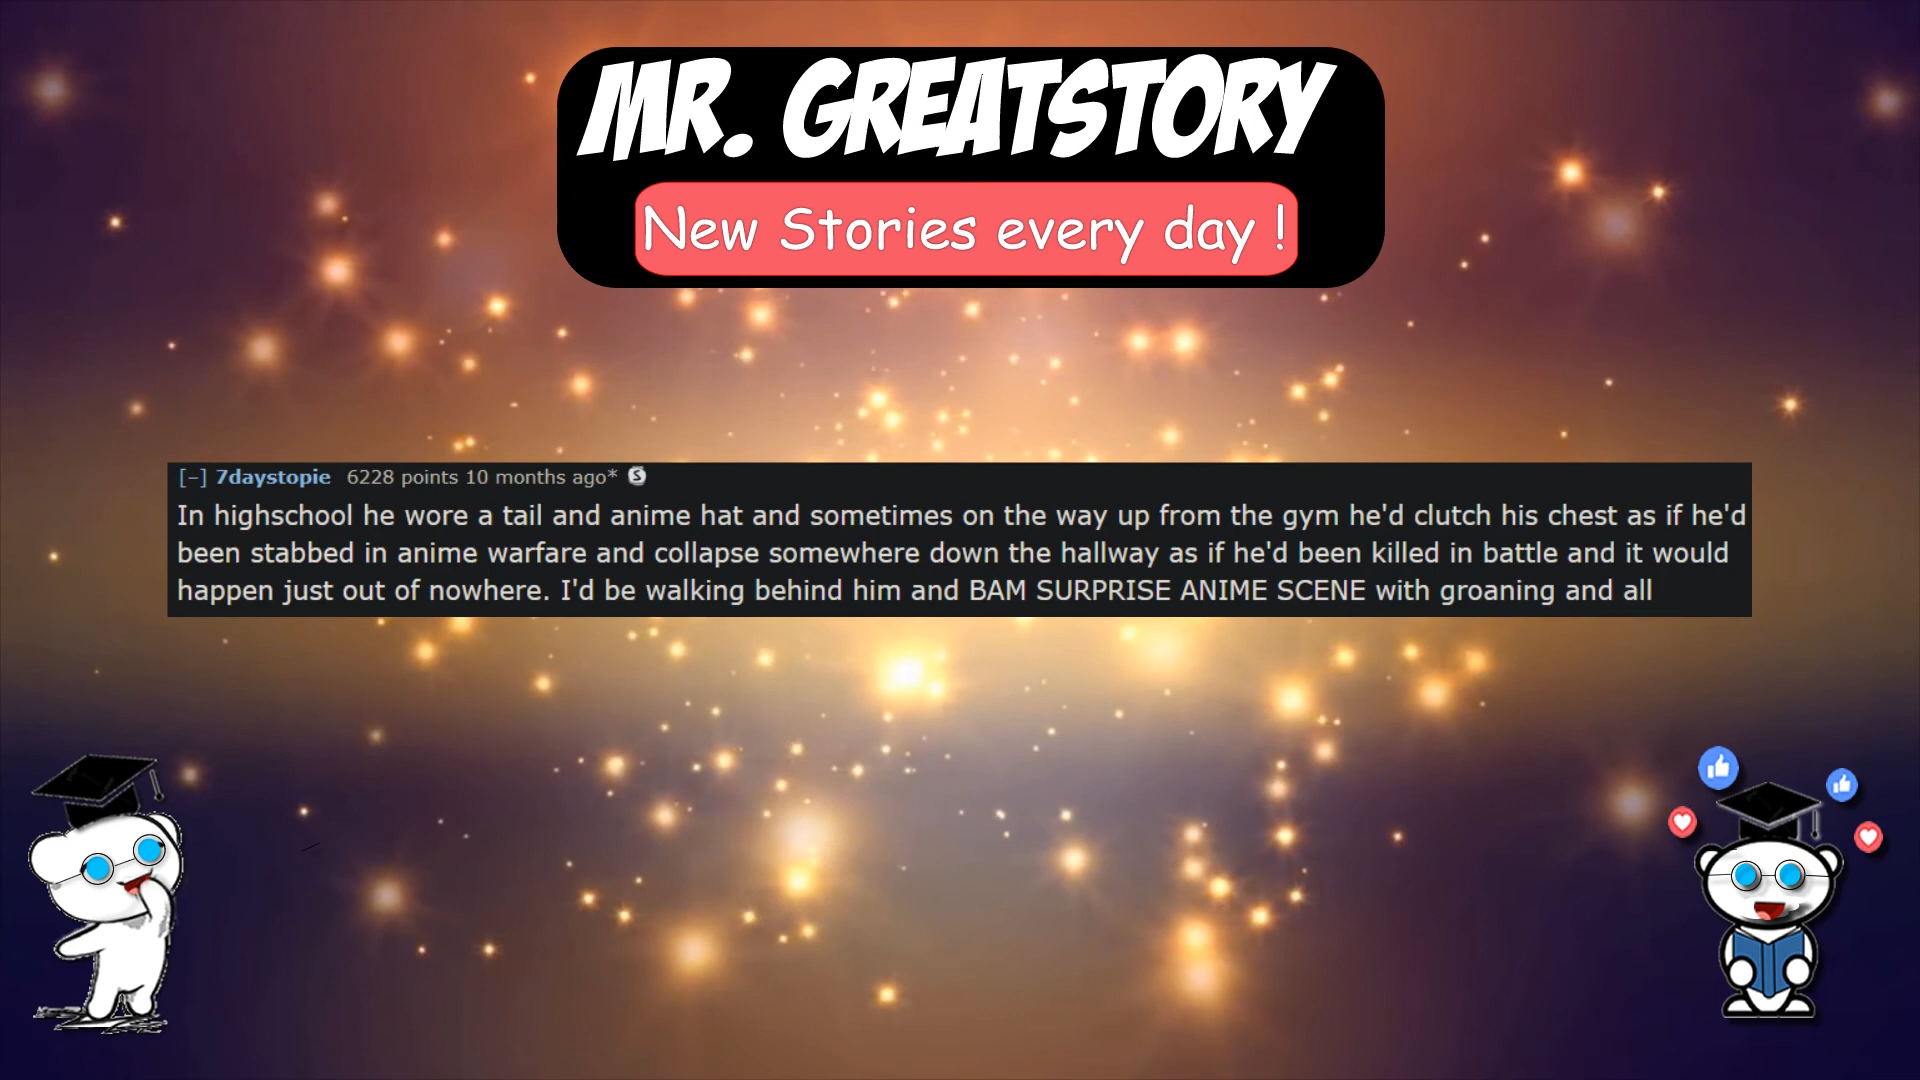 MR. GREATSTORY
New Stories every day !
[–] 7daystopie 6228 points 10 months ago* S
In highschool he wore a tail and anime hat and sometimes on the way up from the gym he'd clutch his chest as if he'd
been stabbed in anime warfare and collapse somewhere down the hallway as if he'd been killed in battle and it would
happen just out of nowhere. I'd be walking behind him and BAM SURPRISE ANIME SCENE with groaning and all